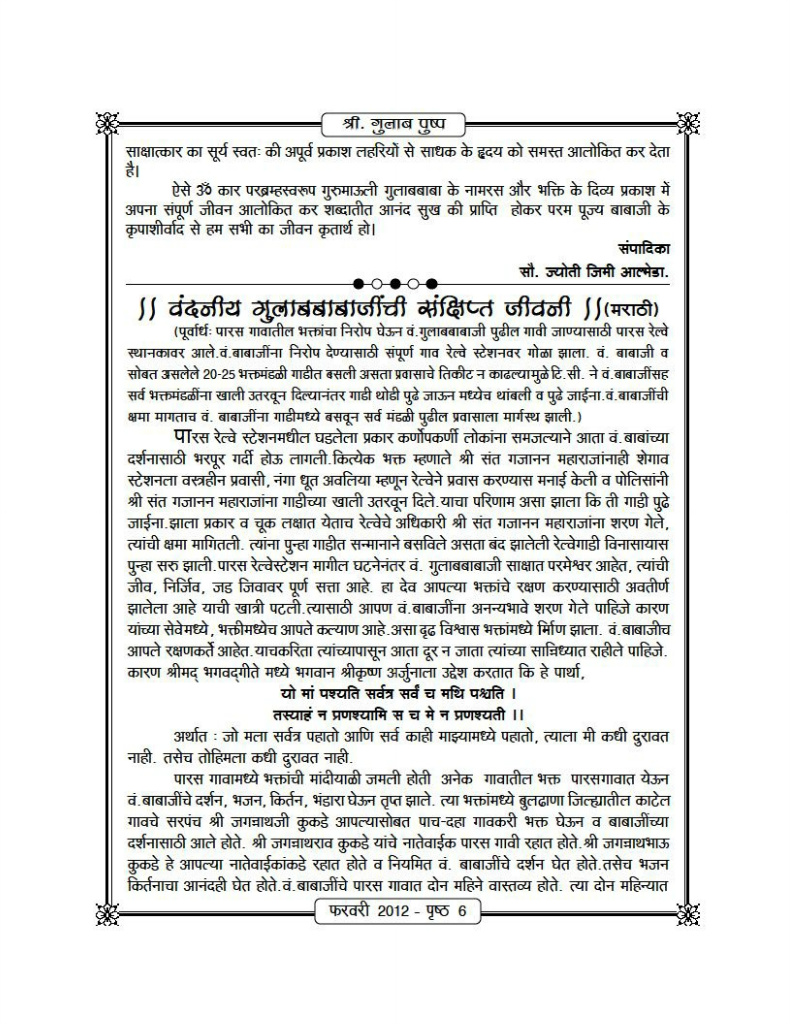 श्री. गुलाब पुष्प
साक्षात्कार का सूर्य स्वतः की अपूर्व प्रकाश लहरियों से साधक के हृदय को समस्त आलोकित कर देता
है।
ऐसे ॐ कार परब्रम्हस्वरूप गुरुमाऊली गुलाबबाबा के नामरस और भक्ति के दिव्य प्रकाश में
अपना संपूर्ण जीवन आलोकित कर शब्दातीत आनंद सुख की प्राप्ति होकर परम पूज्य बाबाजी के
कृपाशीर्वाद से हम सभी का जीवन कृतार्थ हो।
संपादिका
सौ. ज्योती जिमी आल्मेडा.
।। वंदनीय गुलाबबाबाजींची संक्षिप्त जीवनी ।।(मराठी)
(पूर्वार्धः पारस गावातील भक्तांचा निरोप घेऊन वं.गुलाबबाबाजी पुढील गावी जाण्यासाठी पारस रेल्वे
स्थानकावर आले.वं.बाबाजींना निरोप देण्यासाठी संपूर्ण गाव रेल्वे स्टेशनवर गोळा झाला. वं. बाबाजी व
सोबत असलेले 20-25 भक्तमंडळी गाडीत बसली असता प्रवासाचे तिकीट न काढल्यामुळे टि.सी. ने वं.बाबाजींसह
सर्व भक्तमंडळींना खाली उतरवून दिल्यानंतर गाडी थोडी पुढे जाऊन मध्येच थांबली व पुढे जाईना.वं.बाबाजींची
क्षमा मागताच वं. बाबाजींना गाडीमध्ये बसवून सर्व मंडळी पुढील प्रवासाला मार्गस्थ झाली.)
पारस रेल्वे स्टेशनमधील घडलेला प्रकार कर्णोपकर्णी लोकांना समजल्याने आता वं.बाबांच्या
दर्शनासाठी भरपूर गर्दी होऊ लागली.कित्येक भक्त म्हणाले श्री संत गजानन महाराजांनाही शेगाव
स्टेशनला वस्त्रहीन प्रवासी, नंगा धूत अवलिया म्हणून रेल्वेने प्रवास करण्यास मनाई केली व पोलिसांनी
श्री संत गजानन महाराजांना गाडीच्या खाली उतरवून दिले.याचा परिणाम असा झाला कि ती गाडी पुढे
जाईना.झाला प्रकार व चूक लक्षात येताच रेल्वेचे अधिकारी श्री संत गजानन महाराजांना शरण गेले,
त्यांची क्षमा मागितली. त्यांना पुन्हा गाडीत सन्मानाने बसविले असता बंद झालेली रेल्वेगाडी विनासायास
पुन्हा सरु झाली.पारस रेल्वेस्टेशन मागील घटनेनंतर वं. गुलाबबाबाजी साक्षात परमेश्वर आहेत, त्यांची
जीव, निर्जिव, जड जिवावर पूर्ण सत्ता आहे. हा देव आपल्या भक्तांचे रक्षण करण्यासाठी अवतीर्ण
झालेला आहे याची खात्री पटली.त्यासाठी आपण वं.बाबाजींना अनन्यभावे शरण गेले पाहिजे कारण
यांच्या सेवेमध्ये, भक्तीमध्येच आपले कल्याण आहे.असा दृढ विश्वास भक्तांमध्ये निर्माण झाला. वं.बाबाजीच
आपले रक्षणकर्ते आहेत.याचकरिता त्यांच्यापासून आता दूर न जाता त्यांच्या सान्निध्यात राहीले पाहिजे.
कारण श्रीमद् भगवद्गीते मध्ये भगवान श्रीकृष्ण अर्जुनाला उद्देश करतात कि हे पार्था,
यो मां पश्यति सर्वत्र सर्वं च मथि पश्चति ।
तस्याहं न प्रणश्यामि स च मे न प्रणश्यती ।।
अर्थात : जो मला सर्वत्र पहातो आणि सर्व काही माझ्यामध्ये पहातो, त्याला मी कधी दुरावत
नाही. तसेच तोहिमला कधी दुरावत नाही.
पारस गावामध्ये भक्तांची मांदीयाळी जमली होती अनेक गावातील भक्त पारसगावात येऊन
वं.बाबाजींचे दर्शन, भजन, किर्तन, भंडारा घेऊन तृप्त झाले. त्या भक्तांमध्ये बुलढाणा जिल्ह्यातील काटेल
गावचे सरपंच श्री जगन्नाथजी कुकडे आपल्यासोबत पाच-दहा गावकरी भक्त घेऊन व बाबाजींच्या
दर्शनासाठी आले होते. श्री जगन्नाथराव कुकडे यांचे नातेवाईक पारस गावी रहात होते.श्री जगन्नाथभाऊ
कुकडे हे आपल्या नातेवाईकांकडे रहात होते व नियमित वं. बाबाजींचे दर्शन घेत होते.तसेच भजन
किर्तनाचा आनंदही घेत होते.वं.बाबाजींचे पारस गावात दोन महिने वास्तव्य होते. त्या दोन महिन्यात
फरवरी 2012 - पृष्ठ 6